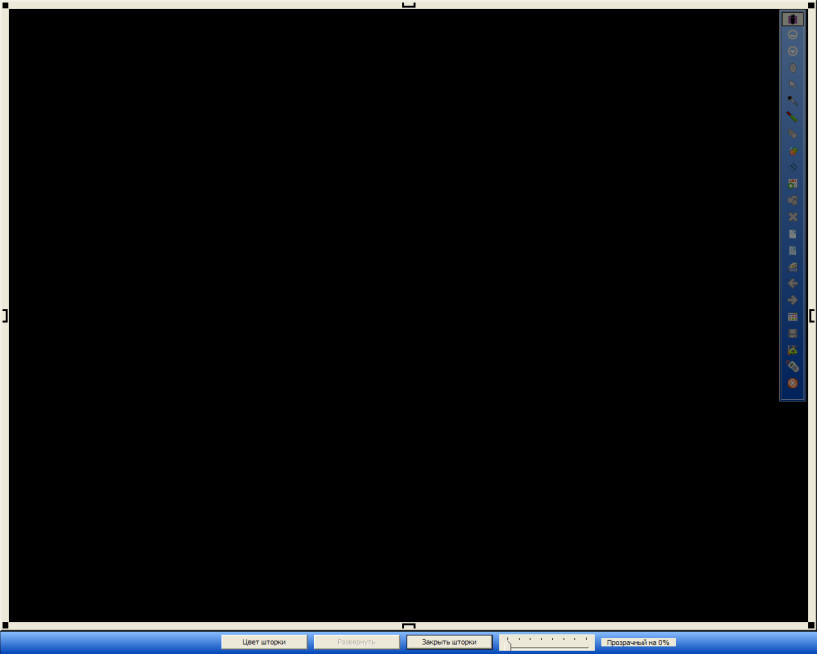 Цвет шторки
Развернуть
Закрыть шторки
Прозрачный на 0%